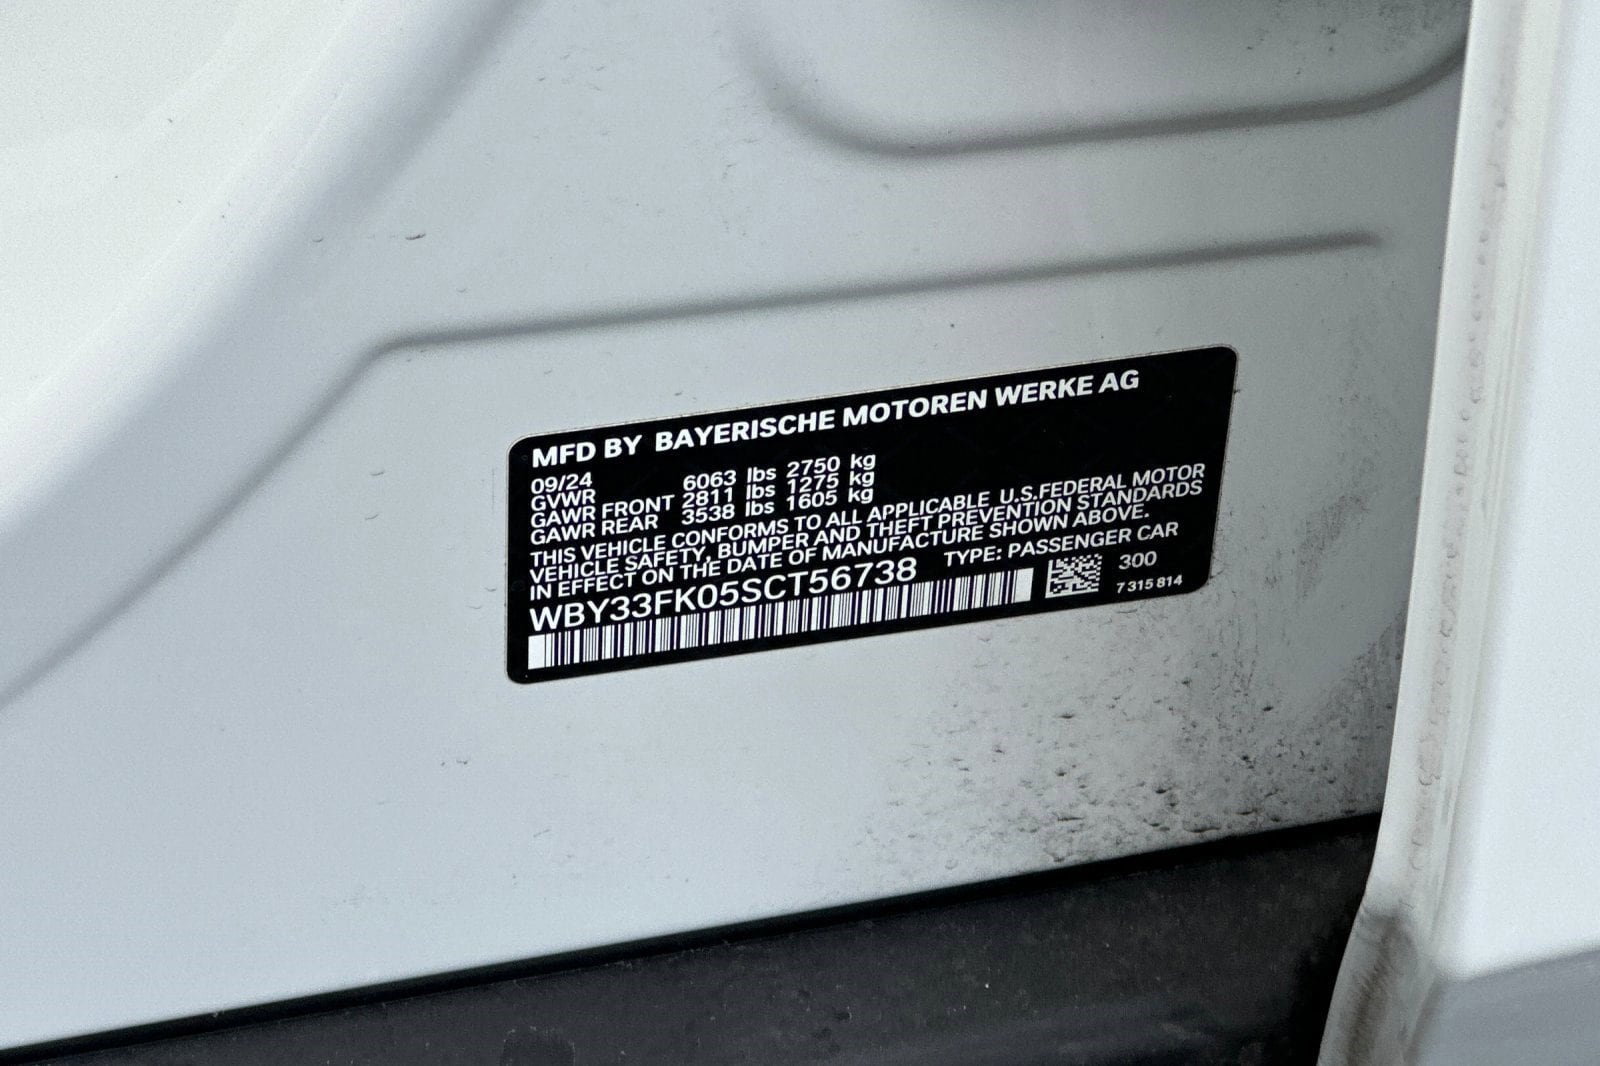 MFD BY BAYERISCHE MOTOREN WERKE AG
09/24
GVWR 6063 lbs 2750 kg
GAWR FRONT 2811 lbs 1275 kg
GAWR REAR 3538 lbs 1605 kg
THIS VEHICLE CONFORMS TO ALL APPLICABLE U.S.FEDERAL MOTOR
VEHICLE SAFETY, BUMPER AND THEFT PREVENTION STANDARDS
IN EFFECT ON THE DATE OF MANUFACTURE SHOWN ABOVE.
WBY33FK05SCT56738 TYPE: PASSENGER CAR
300
7 315 814